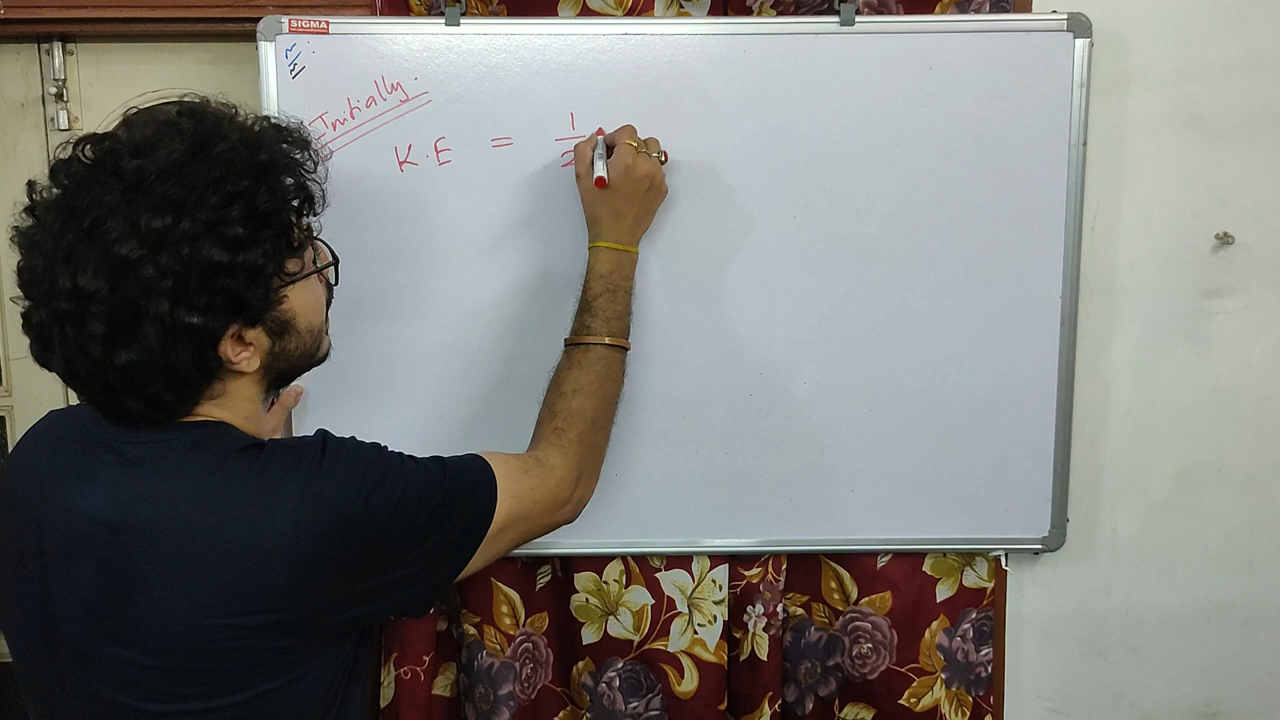 SIGMA
Initially.
K.E = 1/2